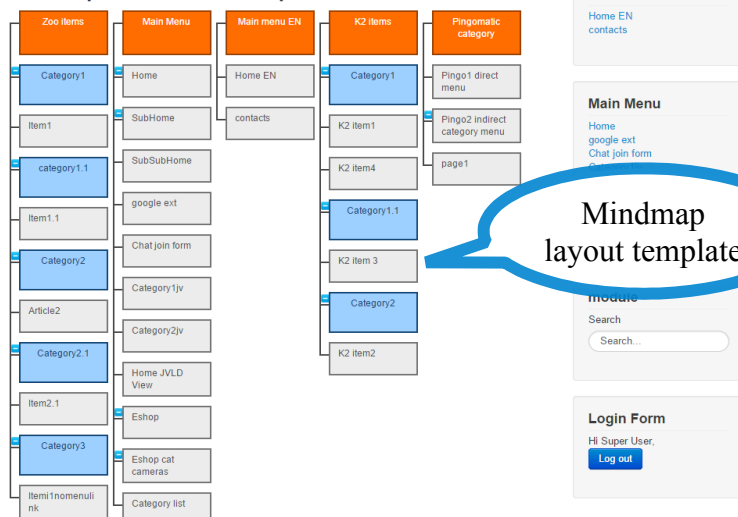 Zoo items
Category1
Item1
category1.1
Item1.1
Category2
Article2
Category2.1
Item2.1
Category3
Itemi1nomenuli
nk
Main Menu
Home
SubHome
SubSubHome
google ext
Chat join form
Category1jv
Category2jv
Home JVLD
View
Eshop
Eshop cat
cameras
Category list
Main menu EN
Home EN
contacts
K2 items
Category1
K2 item1
K2 item4
Category1.1
K2 item 3
Category2
K2 item2
Pingomatic
category
Pingo1 direct
menu
Pingo2 indirect
category menu
page1
Mindmap
layout template
Home EN
contacts
Main Menu
Home
google ext
Chat join form
module
Search
Search...
Login Form
Hi Super User,
Log out